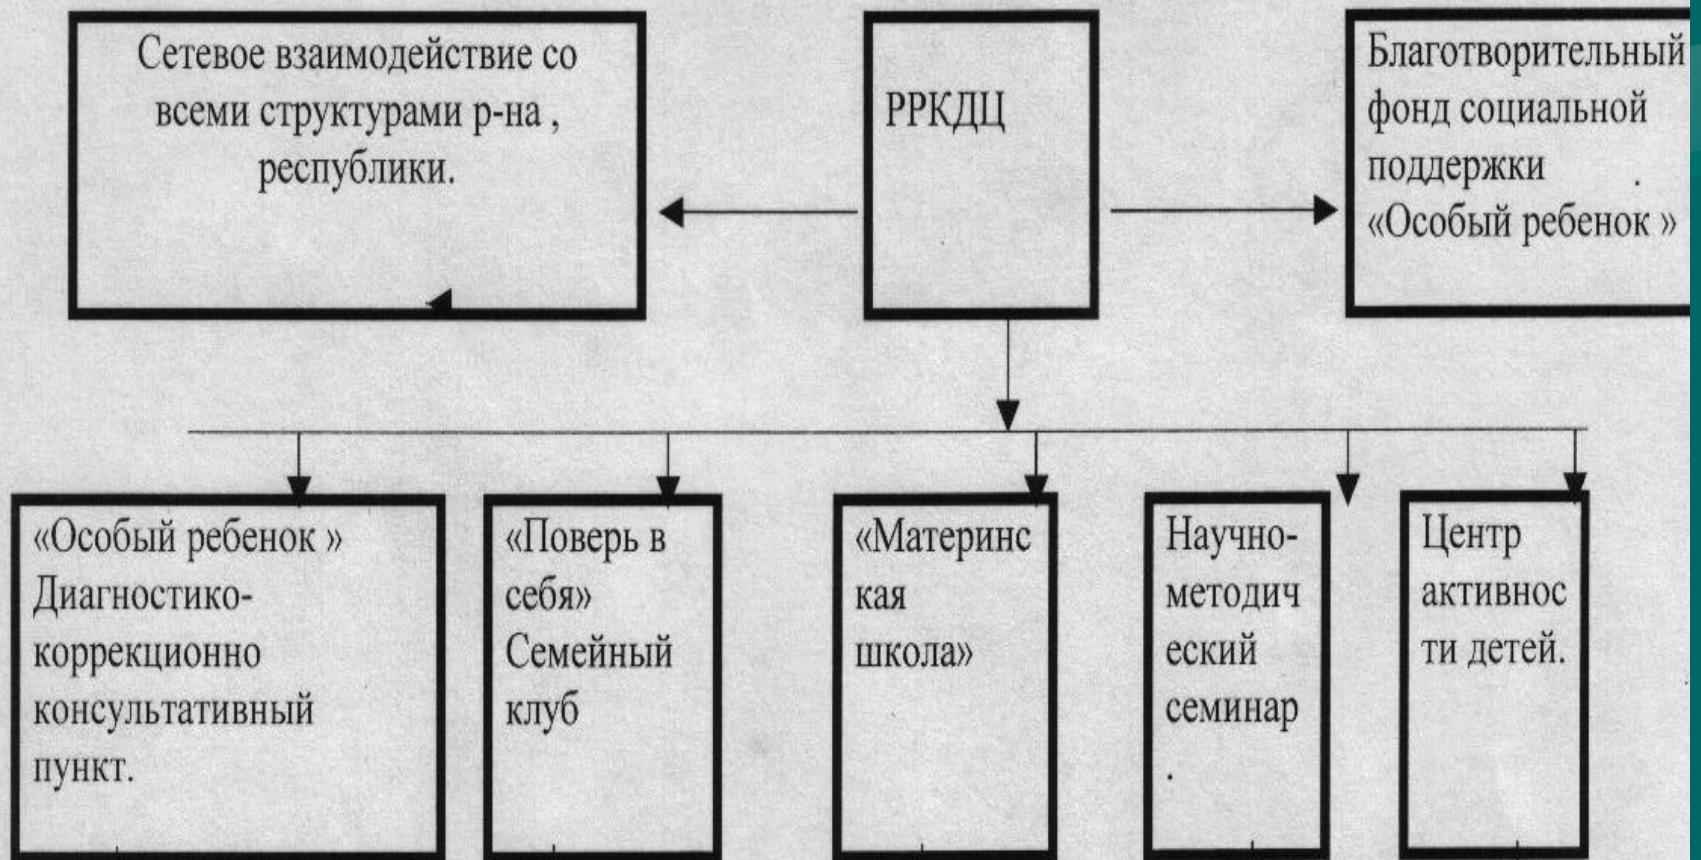 Сетевое взаимодействие со
всеми структурами р-на ,
республики.
РРКДЦ
Благотворительный
фонд социальной
поддержки
«Особый ребенок »
«Особый ребенок »
Диагностико-
коррекционно
консультативный
пункт.
«Поверь в
себя»
Семейный
клуб
«Материнс
кая
школа»
Научно-
методич
еский
семинар
.
Центр
активнос
ти детей.